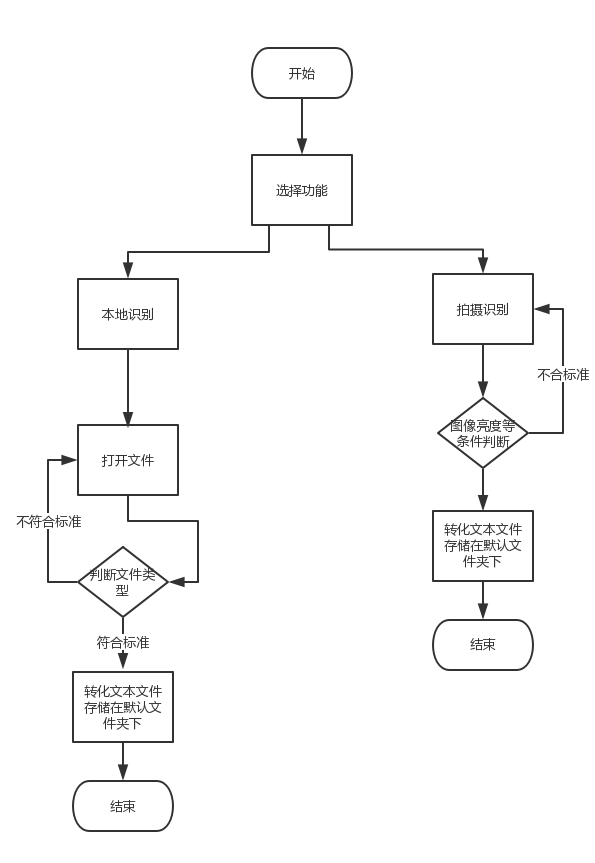 开始
选择功能
本地识别
拍摄识别
不合标准
图像亮度等
条件判断
打开文件
不符合标准
转化文本文件
存储在默认文
件夹下
判断文件类
型
符合标准
结束
转化文本文件
存储在默认文
件夹下
结束